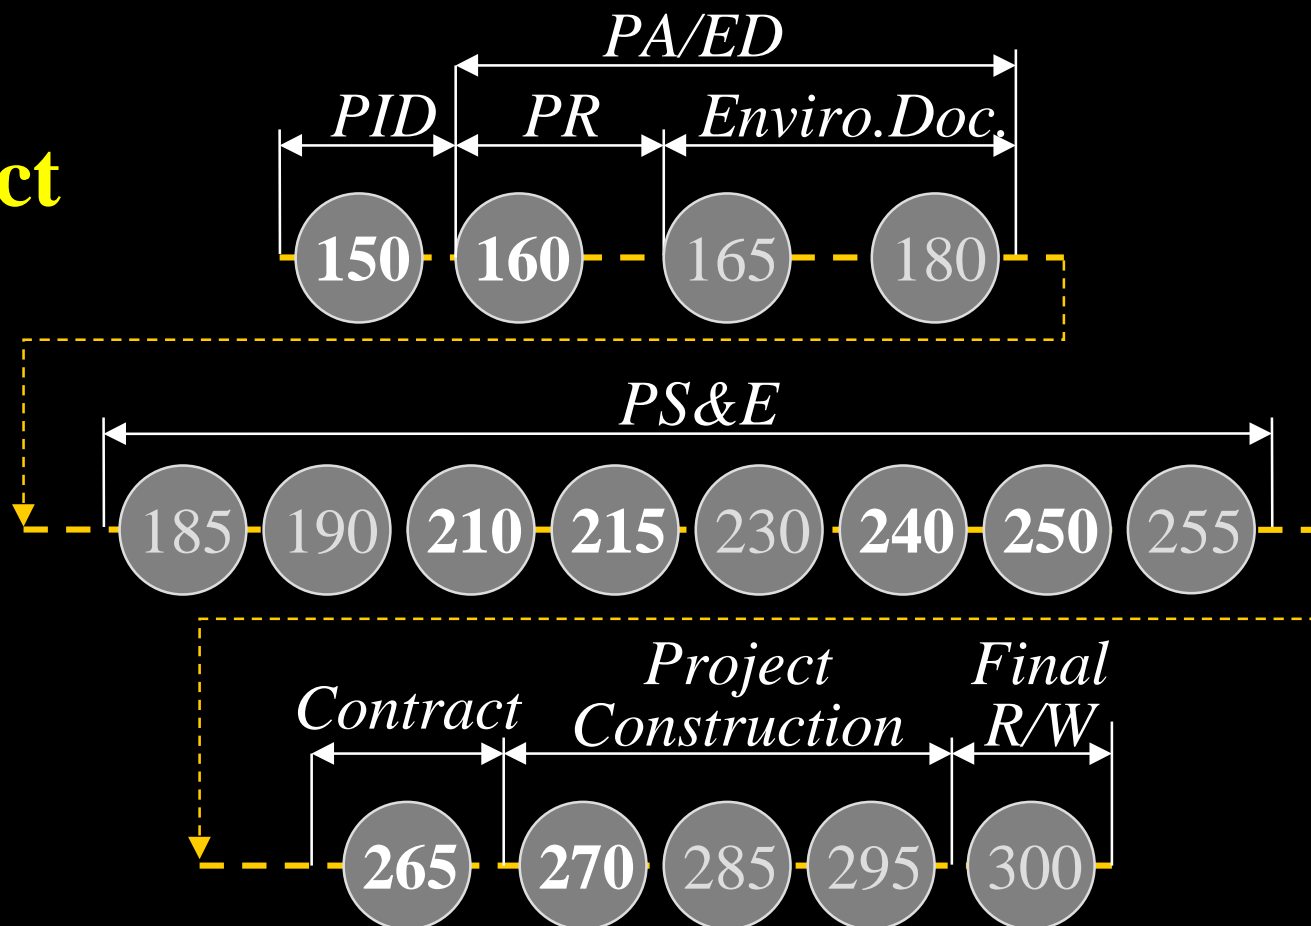 PA/ED
PID PR Enviro.Doc.
ct
150 160 165 180
PS&E
185 190 210 215 230 240 250 255
Project Final
Contract Construction R/W
265 270 285 295 300